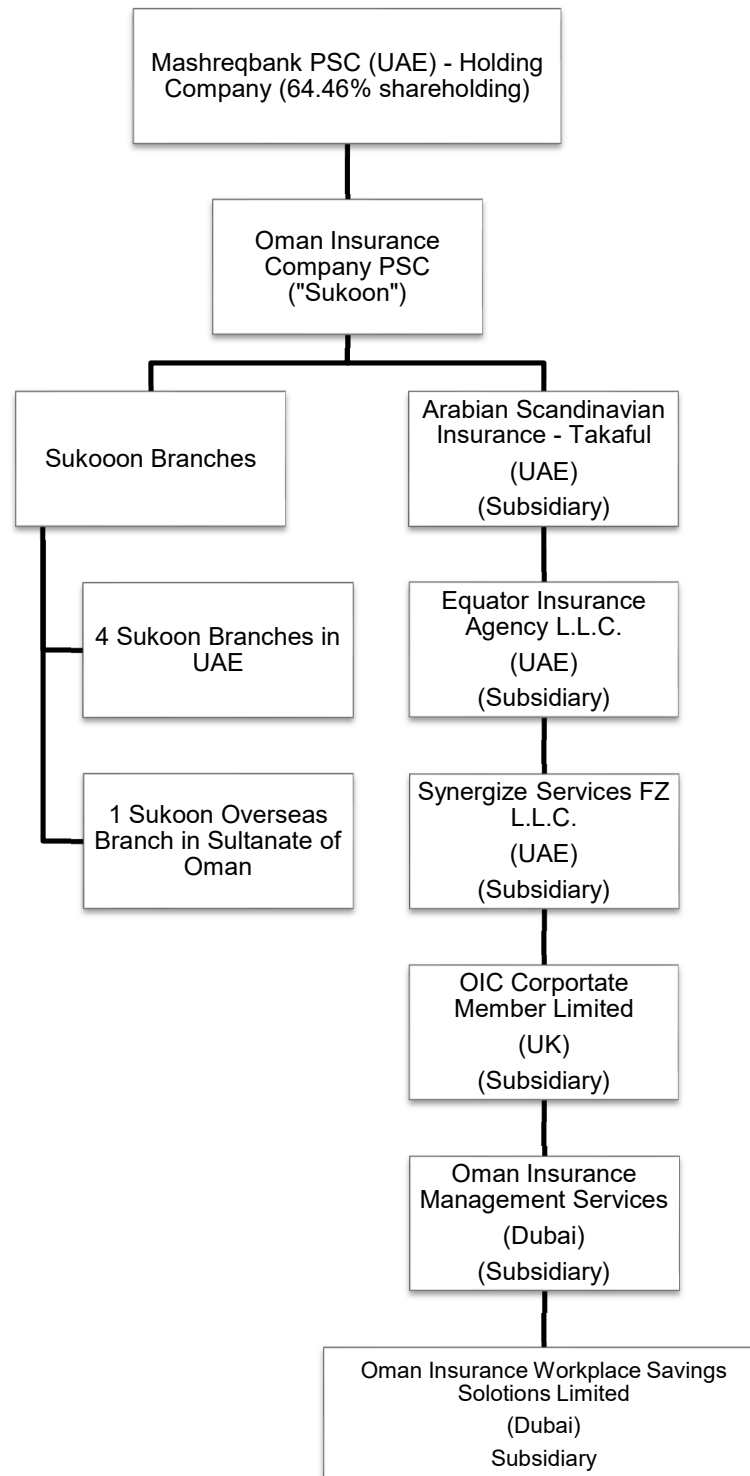 Mashreqbank PSC (UAE) - Holding
Company (64.46% shareholding)
Oman Insurance
Company PSC
("Sukoon")
Sukooon Branches
4 Sukoon Branches in
UAE
1 Sukoon Overseas
Branch in Sultanate of
Oman
Arabian Scandinavian
Insurance - Takaful
(UAE)
(Subsidiary)
Equator Insurance
Agency L.L.C.
(UAE)
(Subsidiary)
Synergize Services FZ
L.L.C.
(UAE)
(Subsidiary)
OIC Corportate
Member Limited
(UK)
(Subsidiary)
Oman Insurance
Management Services
(Dubai)
(Subsidiary)
Oman Insurance Workplace Savings
Solotions Limited
(Dubai)
Subsidiary